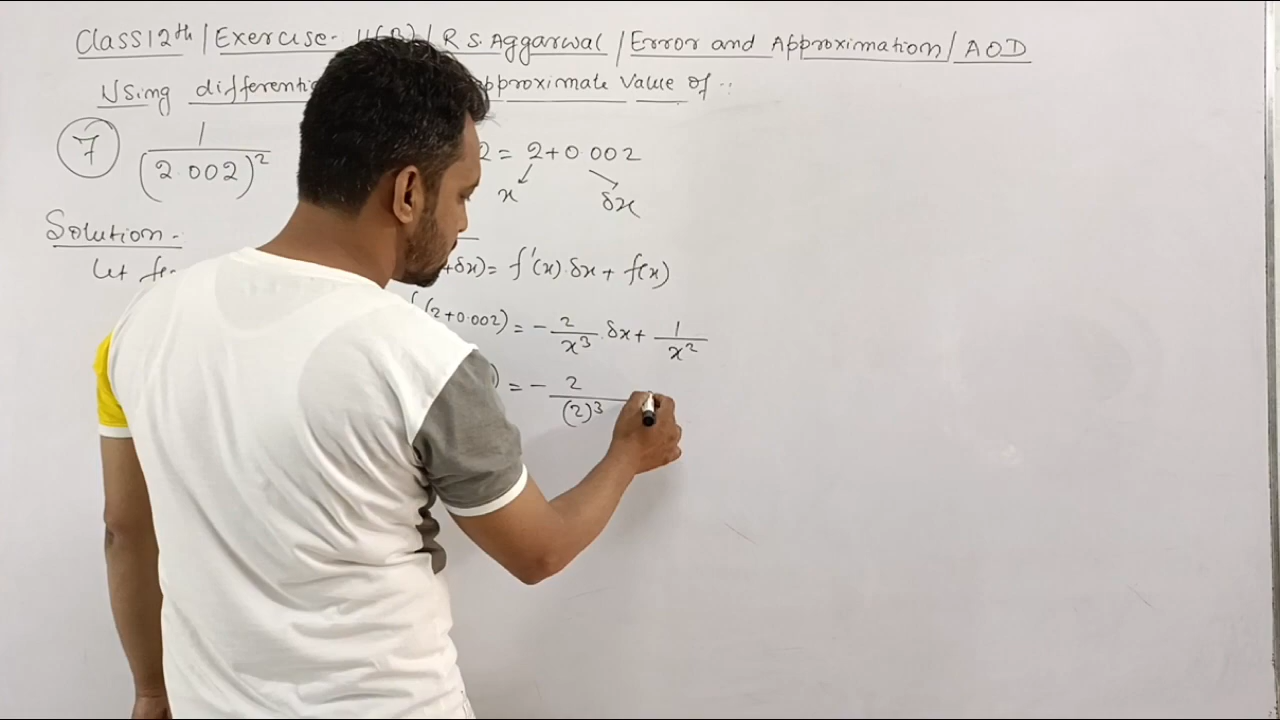 Class 12th / Exercise- 11(B) / R S Aggarwal / Error and Approximation / AOD
Using differenti approximate Value of :
7 1/(2.002)² 2 = 2+0.002
x δx
Solution-
Let f +δx) = f'(x).δx + f(x)
(2+0.002) = - 2/x³ . δx + 1/x²
) = - 2/(2)³